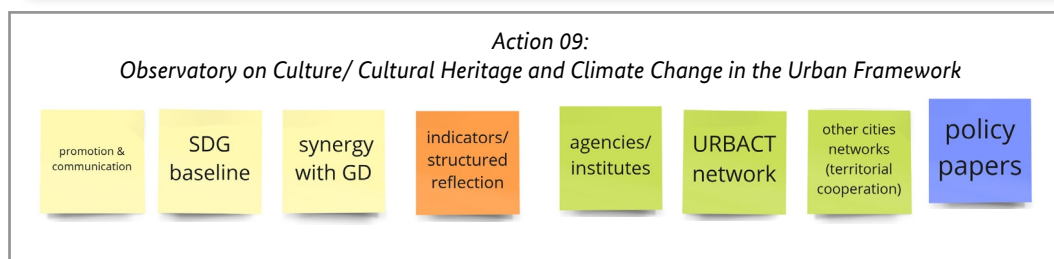 Action 09:
Observatory on Culture/ Cultural Heritage and Climate Change in the Urban Framework
promotion &
communication
SDG
baseline
synergy
with GD
indicators/
structured
reflection
agencies/
institutes
URBACT
network
other cities
networks
(territorial
cooperation)
policy
papers